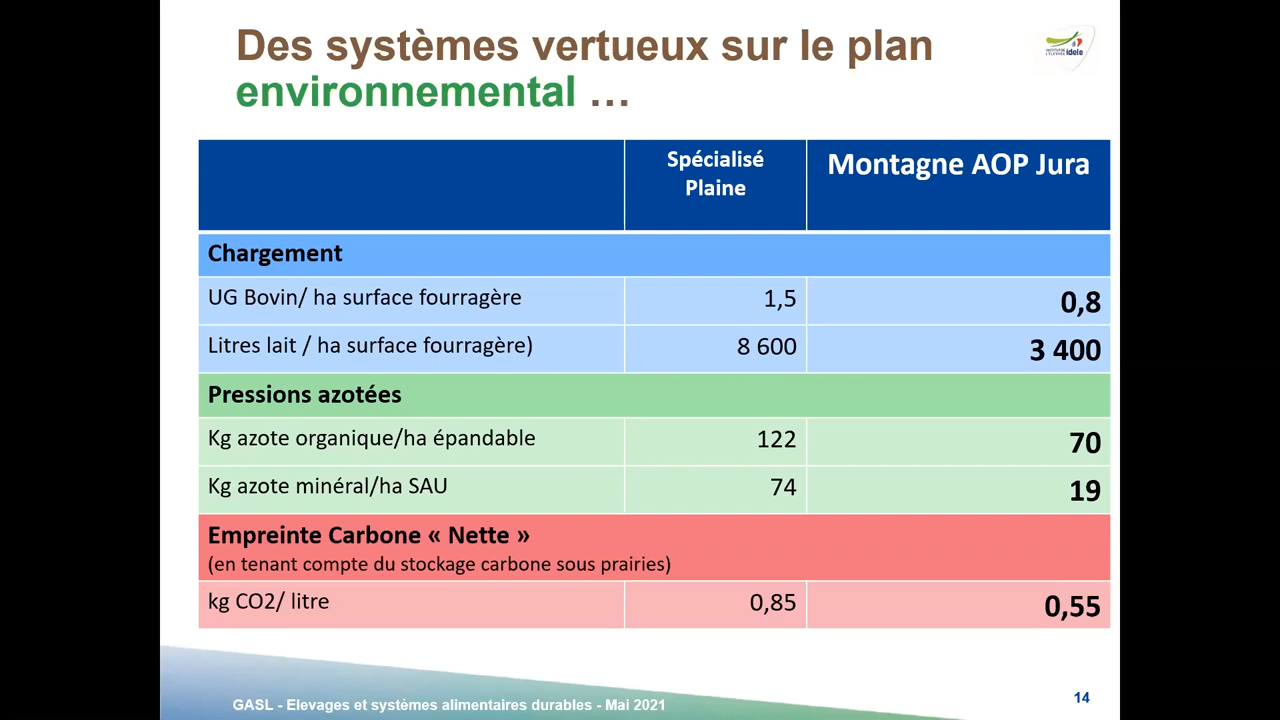 Des systèmes vertueux sur le plan
environnemental …
idele
Spécialisé
Plaine
Montagne AOP Jura
Chargement
UG Bovin/ ha surface fourragère 1,5 0,8
Litres lait / ha surface fourragère) 8 600 3 400
Pressions azotées
Kg azote organique/ha épandable 122 70
Kg azote minéral/ha SAU 74 19
Empreinte Carbone « Nette »
(en tenant compte du stockage carbone sous prairies)
kg CO2/ litre 0,85 0,55
GASL - Elevages et systèmes alimentaires durables - Mai 2021
14